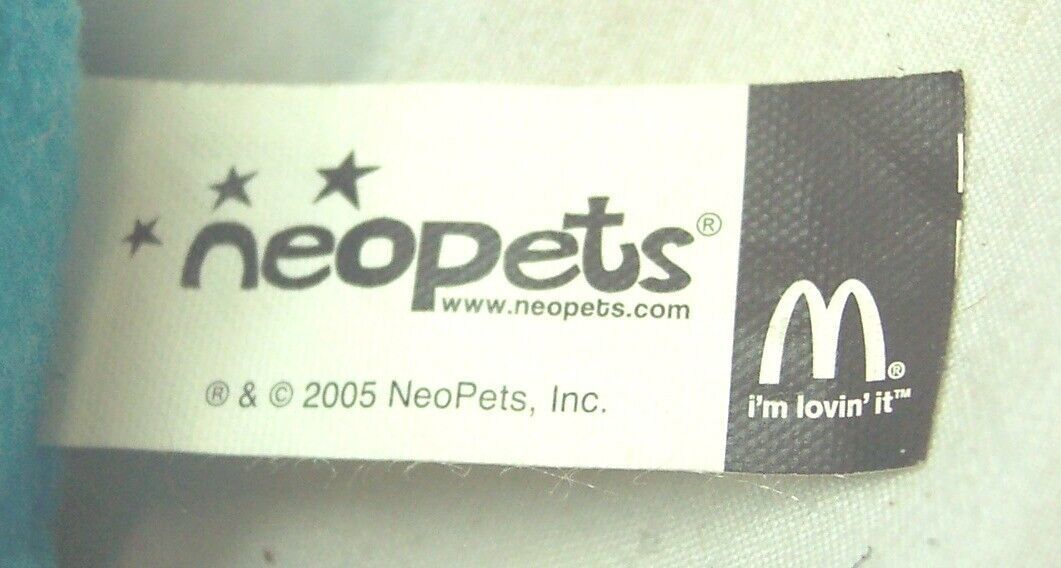 neopets®
www.neopets.com
® & © 2005 NeoPets, Inc.
M®
i'm lovin' it™